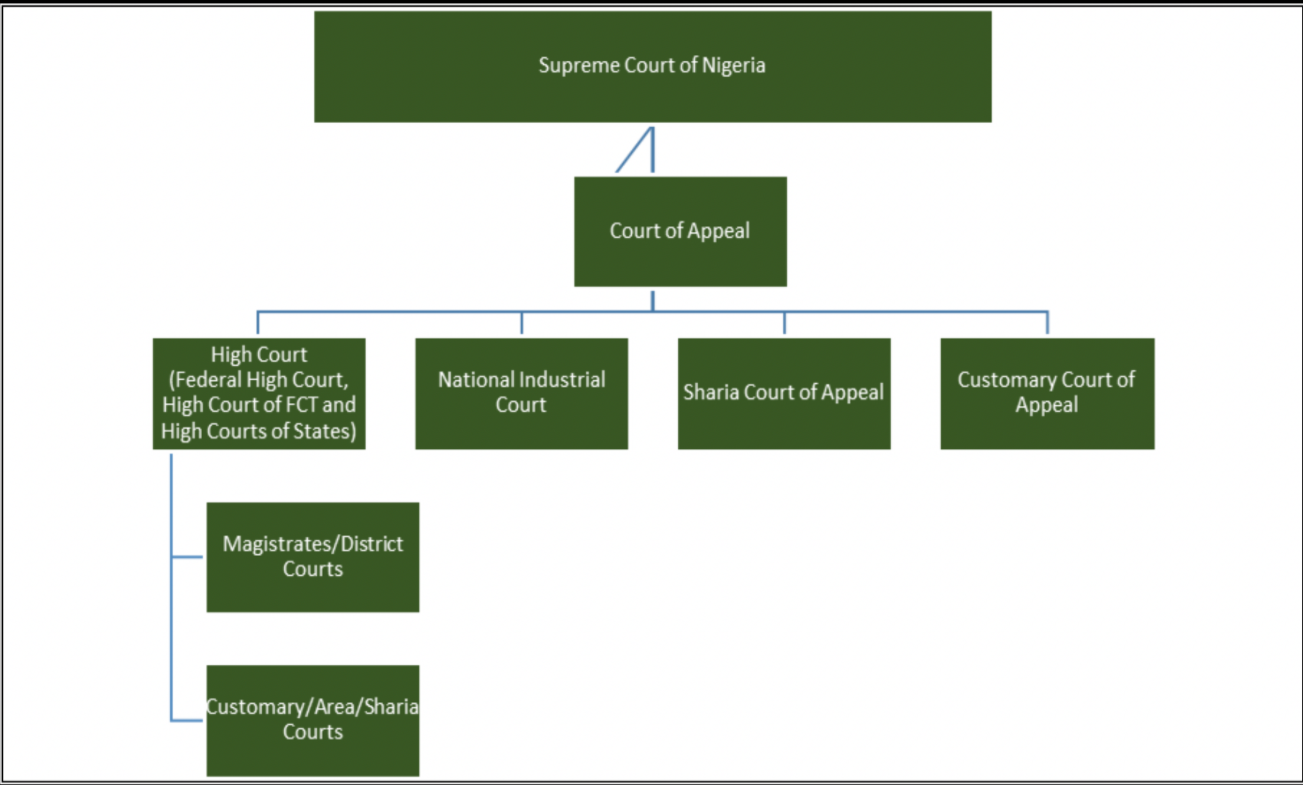 Supreme Court of Nigeria
Court of Appeal
High Court
(Federal High Court,
High Court of FCT and
High Courts of States)
National Industrial
Court
Sharia Court of Appeal
Customary Court of
Appeal
Magistrates/District
Courts
Customary/Area/Sharia
Courts